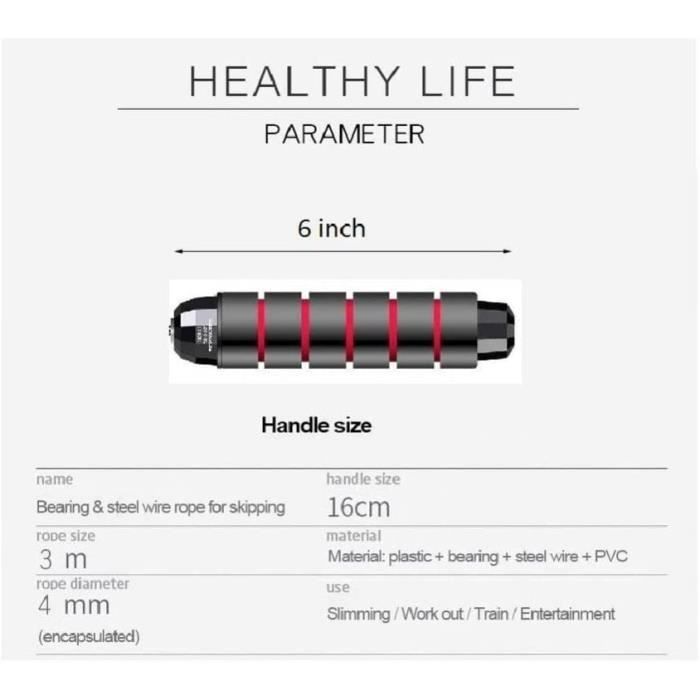 HEALTHY LIFE
PARAMETER
6 inch
Handle size
name
Bearing & steel wire rope for skipping
handle size
16cm
rope size
3 m
material
Material: plastic + bearing + steel wire + PVC
rope diameter
4 mm
(encapsulated)
use
Slimming / Work out / Train / Entertainment